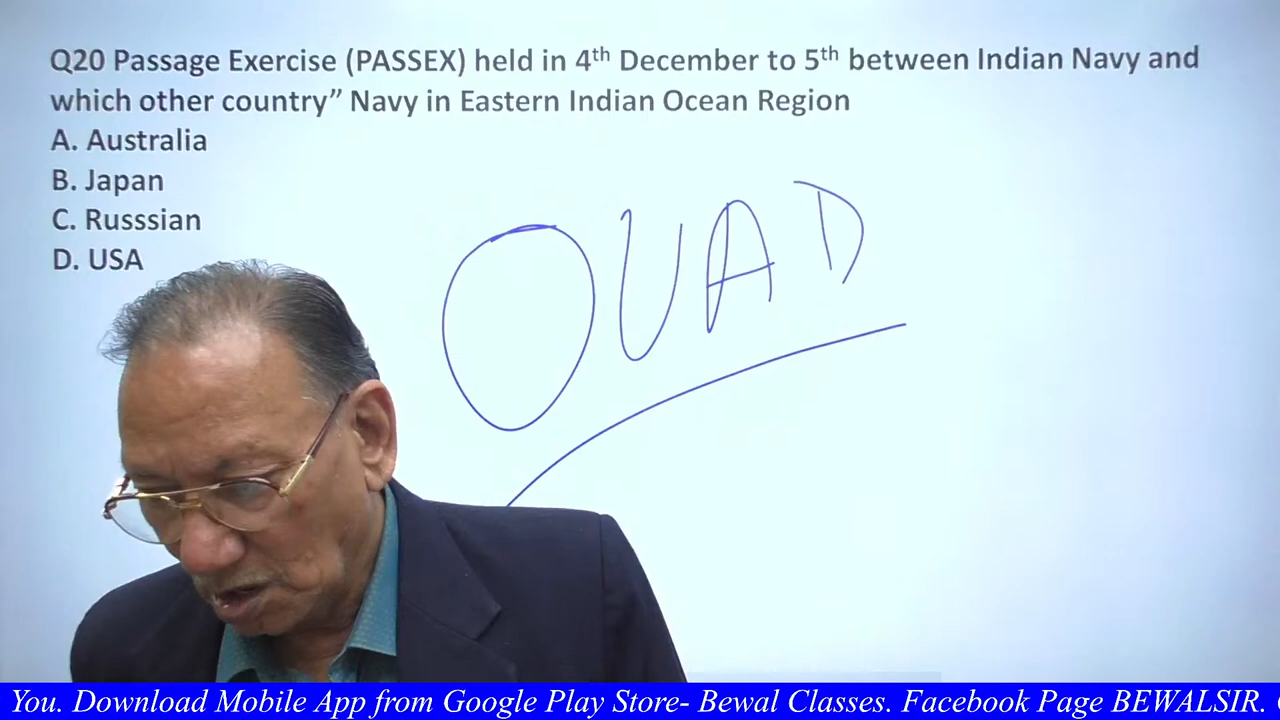 Q20 Passage Exercise (PASSEX) held in 4th December to 5th between Indian Navy and
which other country” Navy in Eastern Indian Ocean Region
A. Australia
B. Japan
C. Russsian
D. USA
QUAD
You. Download Mobile App from Google Play Store- Bewal Classes. Facebook Page BEWALSIR.